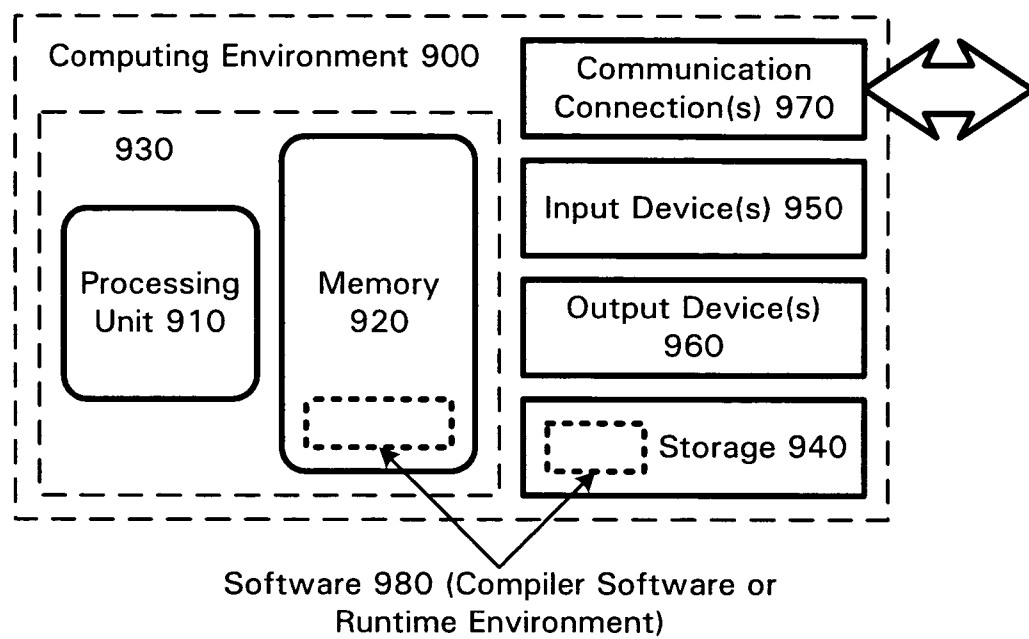 Computing Environment 900
930
Processing
Unit 910
Memory
920
Communication
Connection(s) 970
Input Device(s) 950
Output Device(s)
960
Storage 940
Software 980 (Compiler Software or
Runtime Environment)